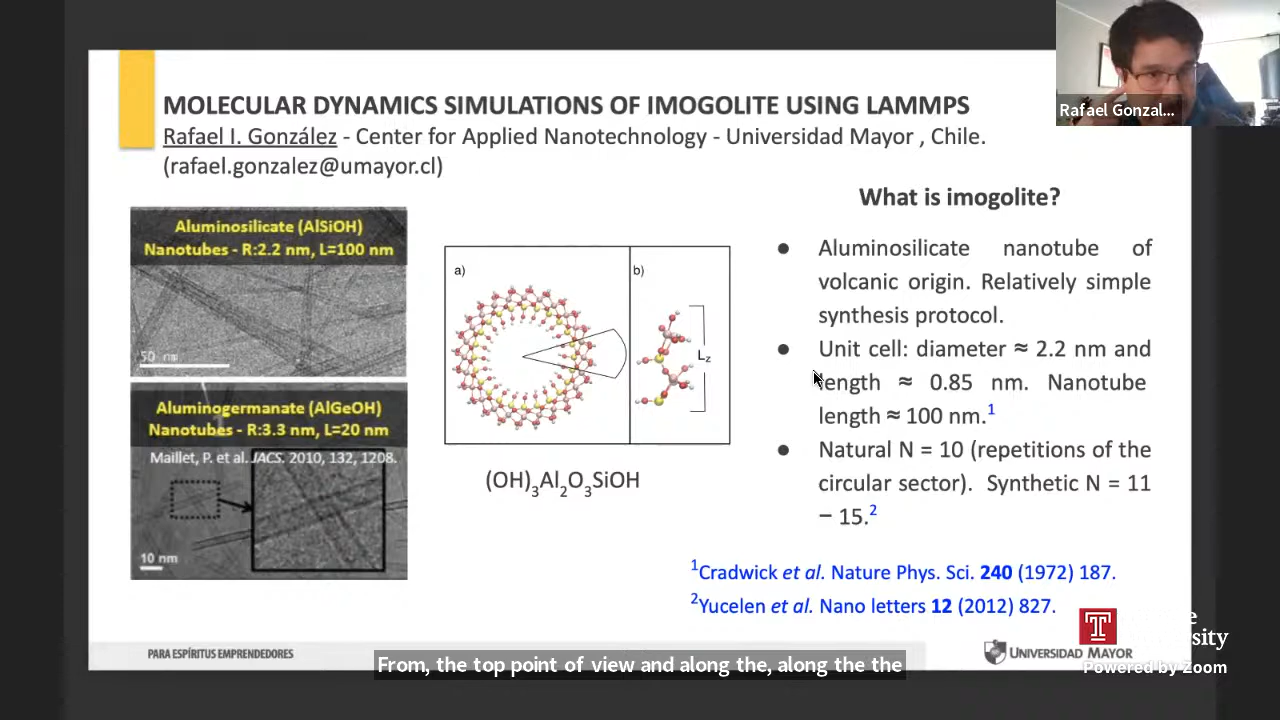 MOLECULAR DYNAMICS SIMULATIONS OF IMOGOLITE USING LAMMPS
Rafael I. González - Center for Applied Nanotechnology - Universidad Mayor , Chile.
(rafael.gonzalez@umayor.cl)
Rafael Gonzal...
Aluminosilicate (AlSiOH)
Nanotubes - R:2.2 nm, L=100 nm
50 nm
Aluminogermanate (AlGeOH)
Nanotubes - R:3.3 nm, L=20 nm
Maillet, P. et al. JACS. 2010, 132, 1208.
10 nm
a)
b)
Lz
(OH)3Al2O3SiOH
What is imogolite?
● Aluminosilicate nanotube of
volcanic origin. Relatively simple
synthesis protocol.
● Unit cell: diameter ≈ 2.2 nm and
length ≈ 0.85 nm. Nanotube
length ≈ 100 nm.1
● Natural N = 10 (repetitions of the
circular sector). Synthetic N = 11
− 15.2
1Cradwick et al. Nature Phys. Sci. 240 (1972) 187.
2Yucelen et al. Nano letters 12 (2012) 827.
PARA ESPÍRITUS EMPRENDEDORES
UNIVERSIDAD MAYOR
Powered by Zoom
From, the top point of view and along the, along the the